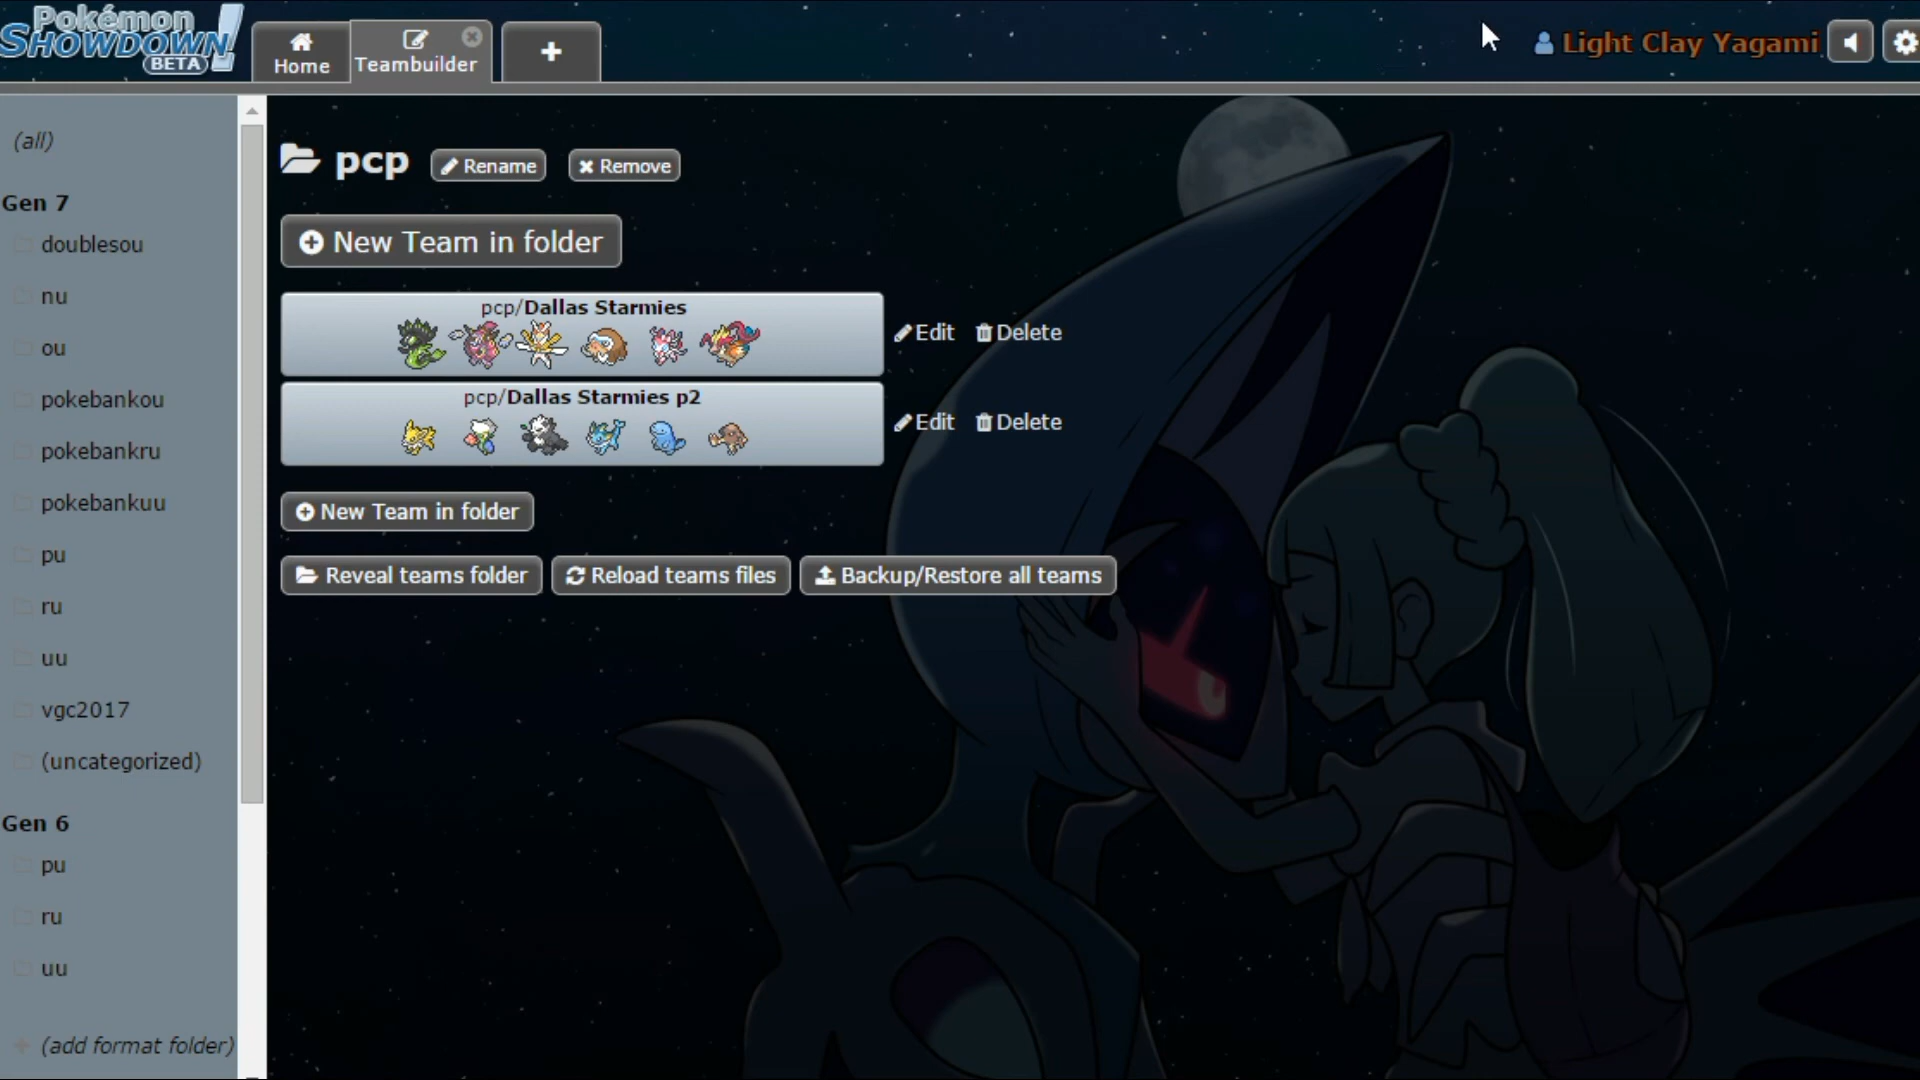 Pokémon
SHOWDOWN!
BETA
Home
Teambuilder
Light Clay Yagami
(all)
Gen 7
doublesou
nu
ou
pokebankou
pokebankru
pokebankuu
pu
ru
uu
vgc2017
(uncategorized)
Gen 6
pu
ru
uu
(add format folder)
pcp
Rename
Remove
New Team in folder
pcp/Dallas Starmies
Edit
Delete
pcp/Dallas Starmies p2
Edit
Delete
New Team in folder
Reveal teams folder
Reload teams files
Backup/Restore all teams